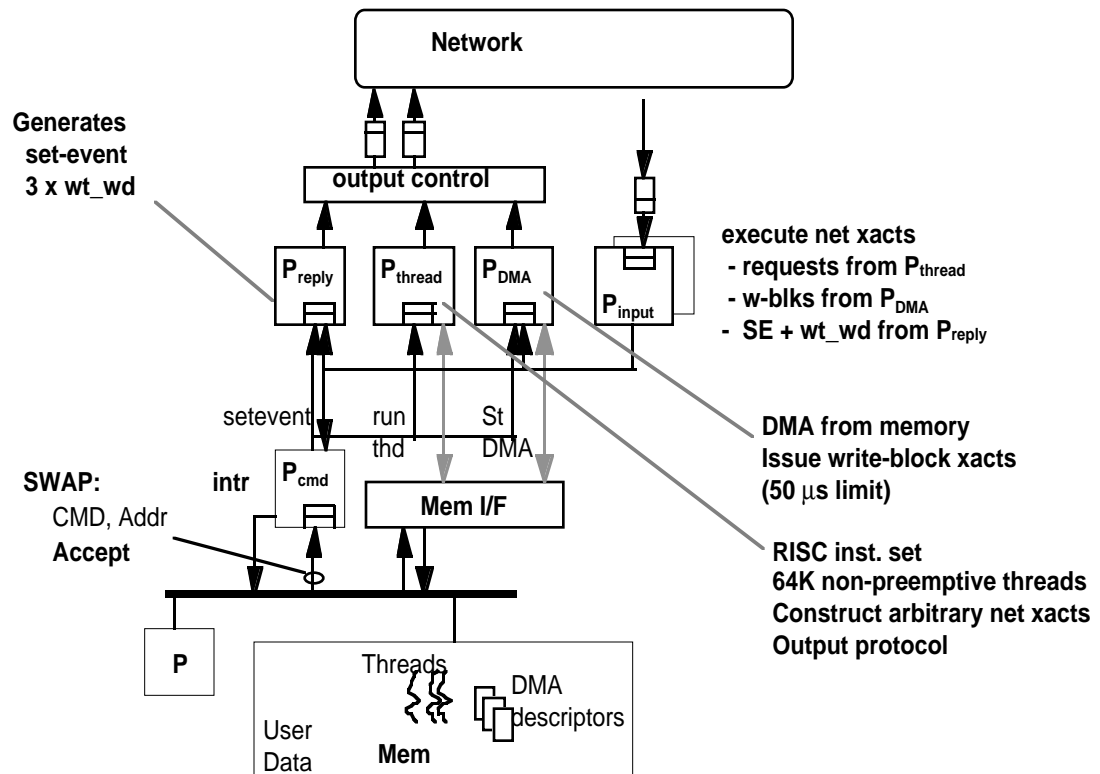 Network
Generates
set-event
3 x wt_wd
output control
Preply
Pthread
PDMA
Pinput
execute net xacts
- requests from Pthread
- w-blks from PDMA
- SE + wt_wd from Preply
setevent
run
thd
St
DMA
DMA from memory
Issue write-block xacts
(50 μs limit)
SWAP:
CMD, Addr
Accept
intr
Pcmd
Mem I/F
RISC inst. set
64K non-preemptive threads
Construct arbitrary net xacts
Output protocol
P
Threads
DMA
descriptors
User
Data
Mem